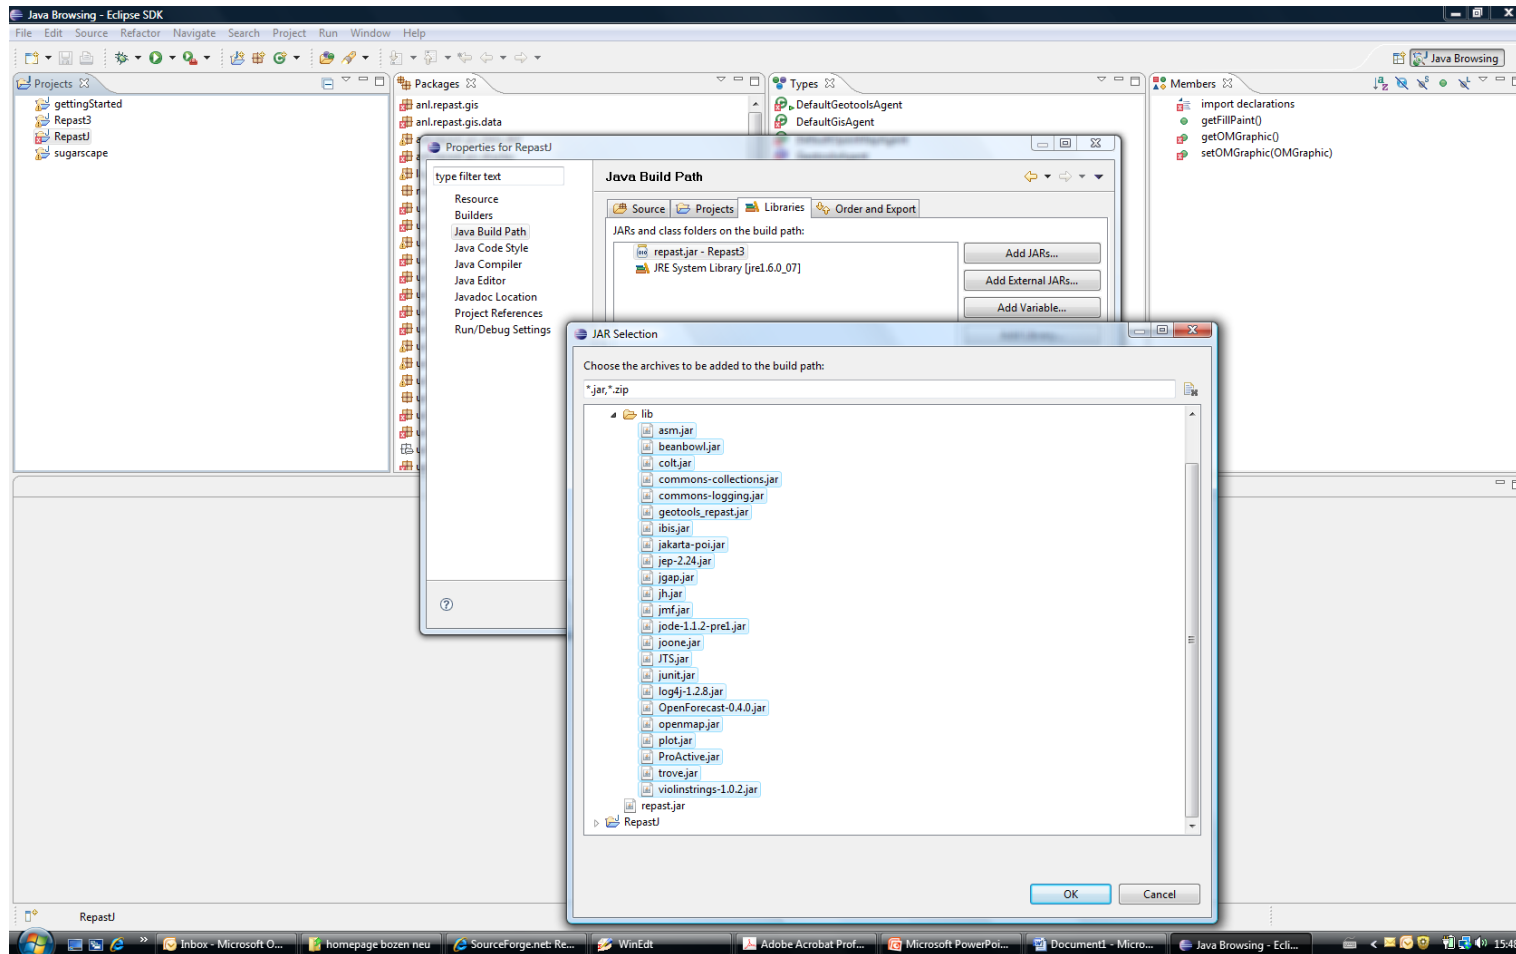 Java Browsing - Eclipse SDK
File Edit Source Refactor Navigate Search Project Run Window Help
Java Browsing
Projects
gettingStarted
Repast3
RepastJ
sugarscape
Packages
anl.repast.gis
anl.repast.gis.data
Types
DefaultGeotoolsAgent
DefaultGisAgent
Members
import declarations
getFillPaint()
getOMGraphic()
setOMGraphic(OMGraphic)
Properties for RepastJ
type filter text
Resource
Builders
Java Build Path
Java Code Style
Java Compiler
Java Editor
Javadoc Location
Project References
Run/Debug Settings
Java Build Path
Source Projects Libraries Order and Export
JARs and class folders on the build path:
repast.jar - Repast3
JRE System Library [jre1.6.0_07]
Add JARs...
Add External JARs...
Add Variable...
JAR Selection
Choose the archives to be added to the build path:
*.jar,*.zip
lib
asm.jar
beanbowl.jar
colt.jar
commons-collections.jar
commons-logging.jar
geotools_repast.jar
ibis.jar
jakarta-poi.jar
jep-2.24.jar
jgap.jar
jh.jar
jmf.jar
jode-1.1.2-pre1.jar
joone.jar
JTS.jar
junit.jar
log4j-1.2.8.jar
OpenForecast-0.4.0.jar
openmap.jar
plot.jar
ProActive.jar
trove.jar
violinstrings-1.0.2.jar
repast.jar
RepastJ
OK Cancel
RepastJ
Inbox - Microsoft O... homepage bozen neu SourceForge.net: Re... WinEdt Adobe Acrobat Prof... Microsoft PowerPoi... Document1 - Micro... Java Browsing - Ecli... 15:48